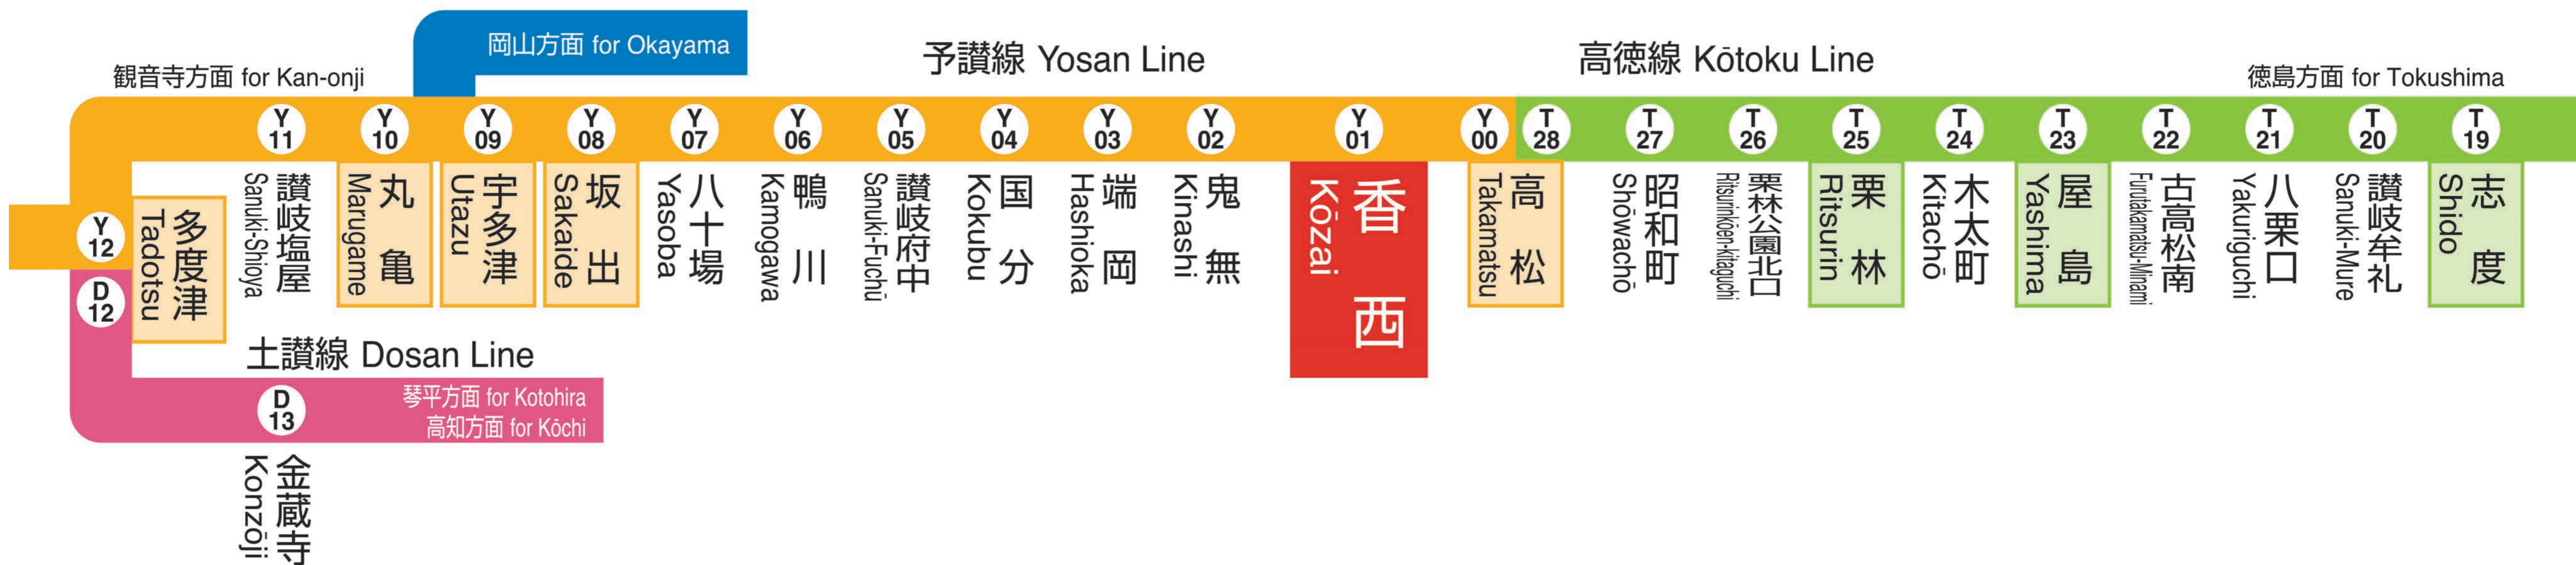 岡山方面 for Okayama
予讃線 Yosan Line
高徳線 Kōtoku Line
観音寺方面 for Kan-onji
徳島方面 for Tokushima
Y 12
D 12
多度津 Tadotsu
Y 11
讃岐塩屋 Sanuki-Shioya
Y 10
丸亀 Marugame
Y 09
宇多津 Utazu
Y 08
坂出 Sakaide
Y 07
八十場 Yasoba
Y 06
鴨川 Kamogawa
Y 05
讃岐府中 Sanuki-Fuchū
Y 04
国分 Kokubu
Y 03
端岡 Hashioka
Y 02
鬼無 Kinashi
Y 01
香西 Kōzai
Y 00
T 28
高松 Takamatsu
T 27
昭和町 Shōwachō
T 26
栗林公園北口 Ritsurinkōen-kitaguchi
T 25
栗林 Ritsurin
T 24
木太町 Kitachō
T 23
屋島 Yashima
T 22
古高松南 Furutakamatsu-Minami
T 21
八栗口 Yakuriguchi
T 20
讃岐牟礼 Sanuki-Mure
T 19
志度 Shido
土讃線 Dosan Line
琴平方面 for Kotohira
高知方面 for Kōchi
D 13
金蔵寺 Konzōji